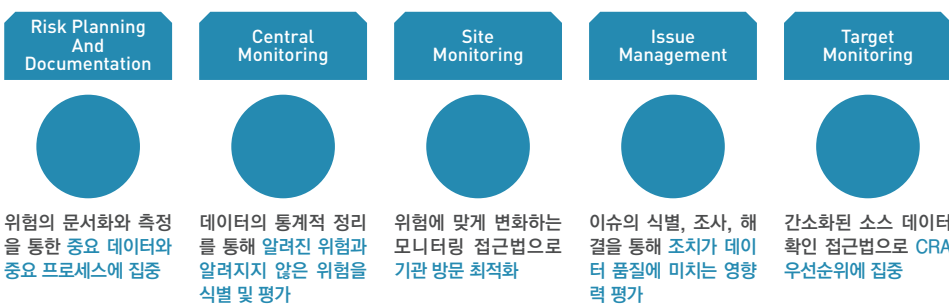 Risk Planning
And
Documentation
Central
Monitoring
Site
Monitoring
Issue
Management
Target
Monitoring
위험의 문서화와 측정
을 통한 중요 데이터와
중요 프로세스에 집중
데이터의 통계적 정리
를 통해 알려진 위험과
알려지지 않은 위험을
식별 및 평가
위험에 맞게 변화하는
모니터링 접근법으로
기관 방문 최적화
이슈의 식별, 조사, 해
결을 통해 조치가 데이
터 품질에 미치는 영향
력 평가
간소화된 소스 데이터
확인 접근법으로 CRA
우선순위에 집중